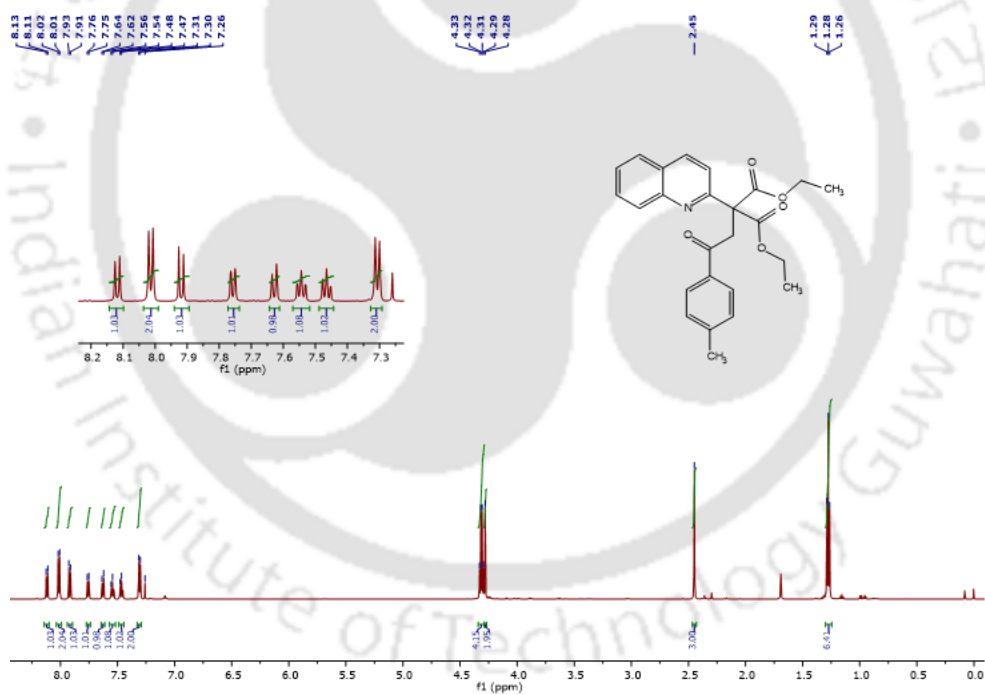 8.13 8.11 8.02 8.01 7.93 7.91 7.76 7.75 7.64 7.62 7.56 7.54 7.48 7.47 7.31 7.30 7.26
4.33 4.32 4.31 4.29 4.28
2.45
1.29 1.28 1.26
O
O CH₃
N O
O O
CH₃
CH₃
1.03 2.04 1.03 1.01 0.98 1.08 1.02 2.00
8.2 8.1 8.0 7.9 7.8 7.7 7.6 7.5 7.4 7.3
f1 (ppm)
Indian Institute of Technology Guwahati
1.03 2.04 1.03 1.01 0.98 1.08 1.02 2.00 4.15 1.95 3.00 6.41
8.0 7.5 7.0 6.5 6.0 5.5 5.0 4.5 4.0 3.5 3.0 2.5 2.0 1.5 1.0 0.5 0.0
f1 (ppm)